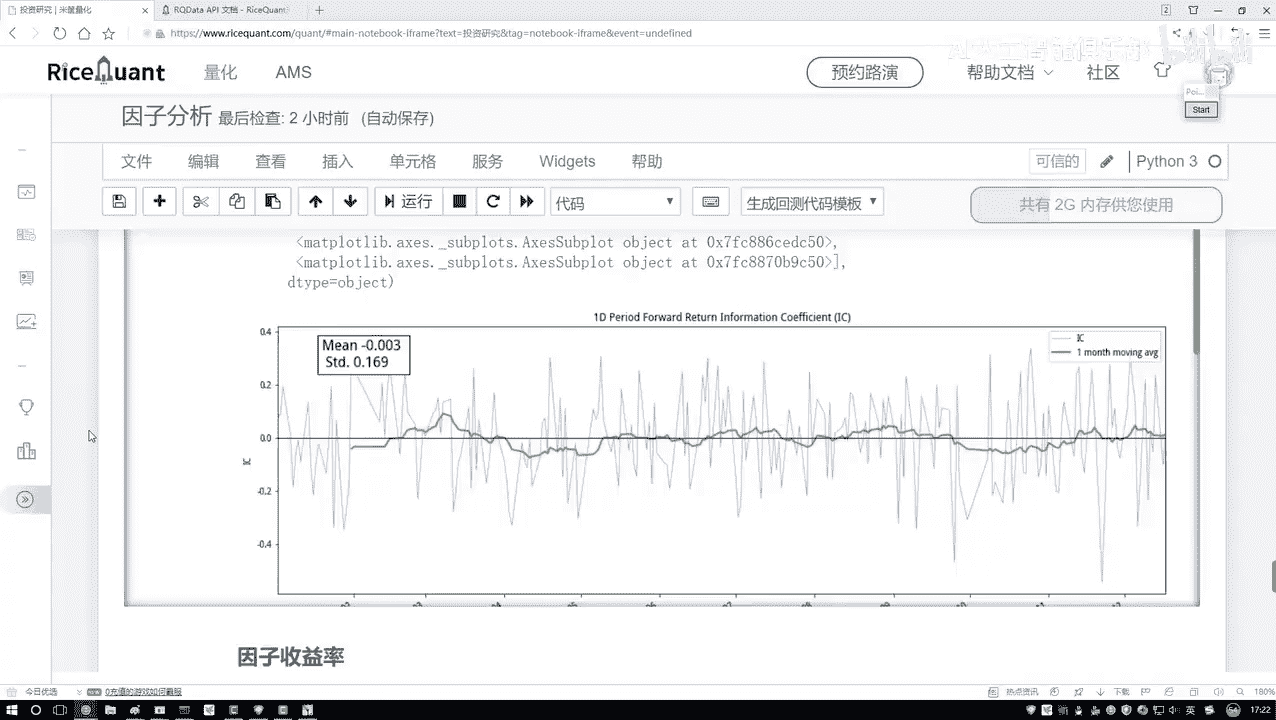 投资研究 | 米筐量化
RQData API 文档 - RiceQuant
https://www.ricequant.com/quant/#main-notebook-iframe?text=投资研究&tag=notebook-iframe&event=undefined
RiceQuant 量化 AMS 预约路演 帮助文档 社区
Start
因子分析 最后检查: 2 小时前 (自动保存)
文件 编辑 查看 插入 单元格 服务 Widgets 帮助 可信的 Python 3
运行 代码 生成回测代码模板 共有 2G 内存供您使用
<matplotlib.axes._subplots.AxesSubplot object at 0x7fc886cedc50>,
<matplotlib.axes._subplots.AxesSubplot object at 0x7fc8870b9c50>],
dtype=object)
1D Period Forward Return Information Coefficient (IC)
Mean -0.003
Std. 0.169
IC
1 month moving avg
0.4
0.2
0.0
-0.2
-0.4
IC
因子收益率
今日优选
0充值的游戏如何翻服
热点资讯
下载
180%
英
17:22